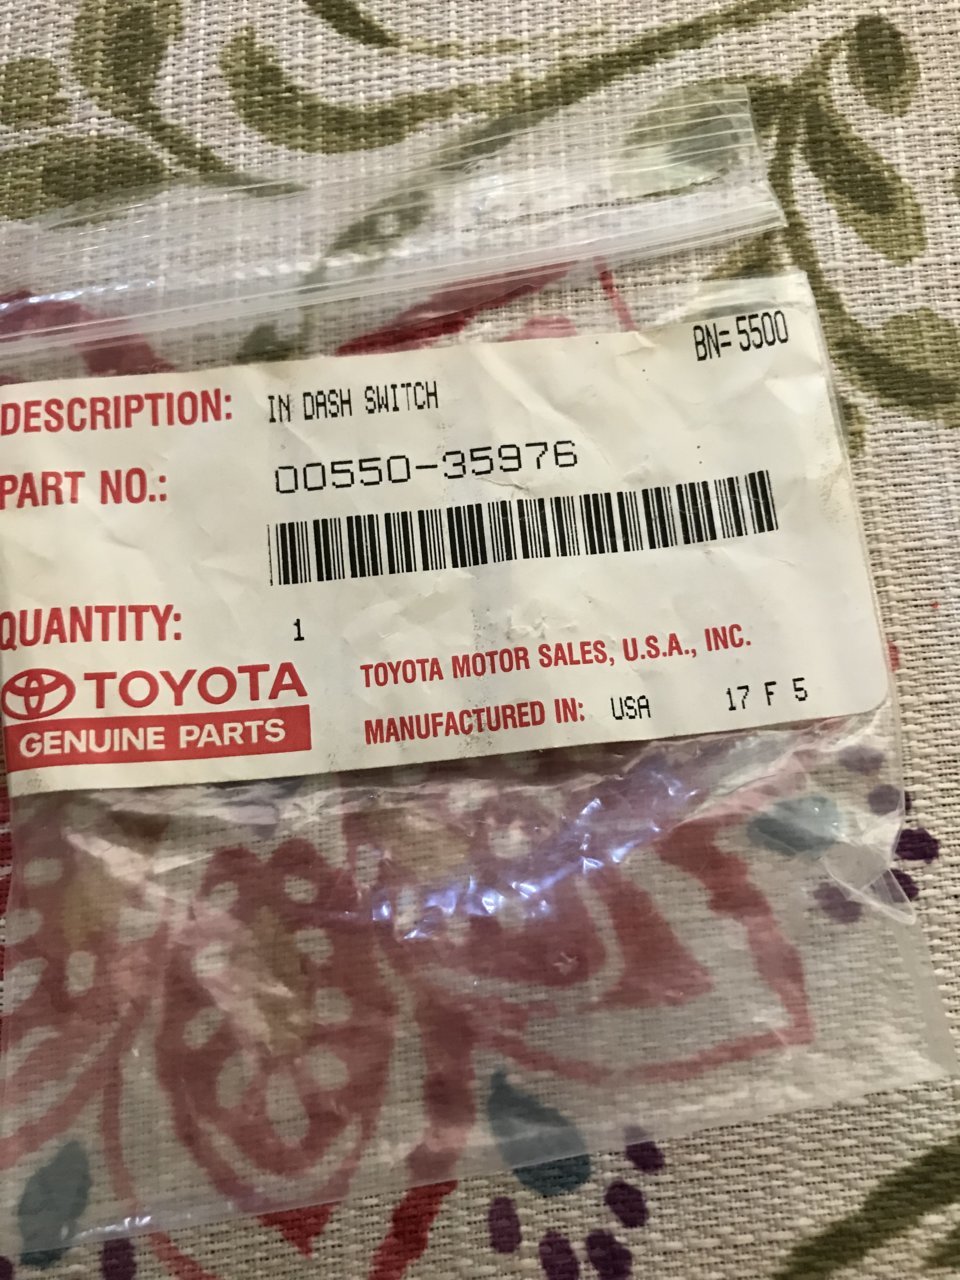 BN= 5500
DESCRIPTION: IN DASH SWITCH
PART NO.: 00550-35976
QUANTITY: 1
TOYOTA
GENUINE PARTS
TOYOTA MOTOR SALES, U.S.A., INC.
MANUFACTURED IN: USA 17 F 5